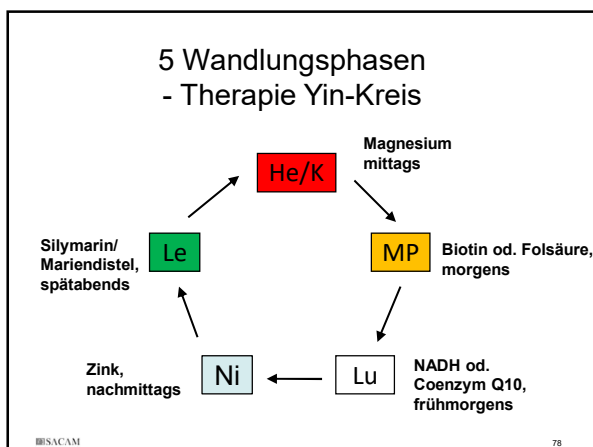 5 Wandlungsphasen
- Therapie Yin-Kreis
He/K
Magnesium
mittags
Silymarin/
Mariendistel,
spätabends
Le
MP
Biotin od. Folsäure,
morgens
Zink,
nachmittags
Ni
Lu
NADH od.
Coenzym Q10,
frühmorgens
SACAM
78